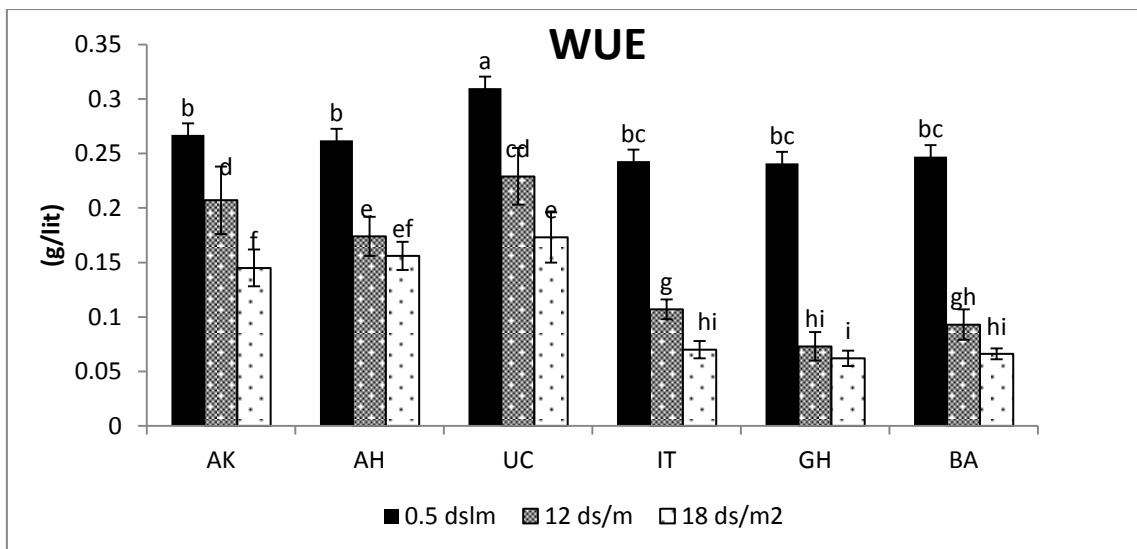 WUE
(g/lit)
0.35
0.3
0.25
0.2
0.15
0.1
0.05
0
b
d
f
b
e
ef
a
cd
e
bc
g
hi
bc
hi
i
bc
gh
hi
AK AH UC IT GH BA
0.5 dslm 12 ds/m 18 ds/m2